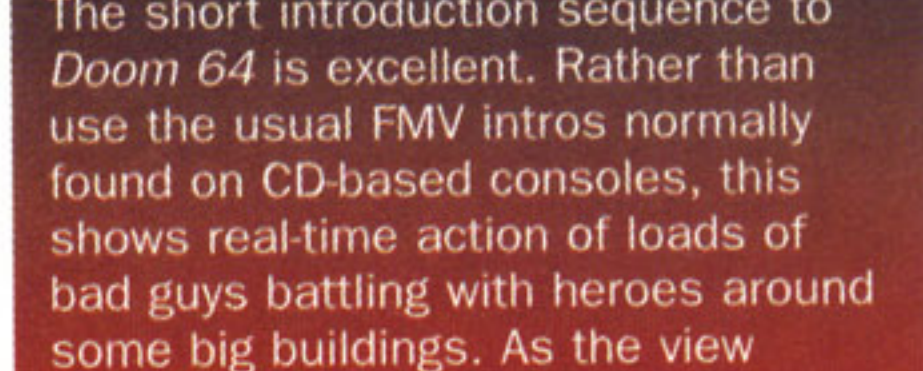 The short introduction sequence to
Doom 64 is excellent. Rather than
use the usual FMV intros normally
found on CD-based consoles, this
shows real-time action of loads of
bad guys battling with heroes around
some big buildings. As the view